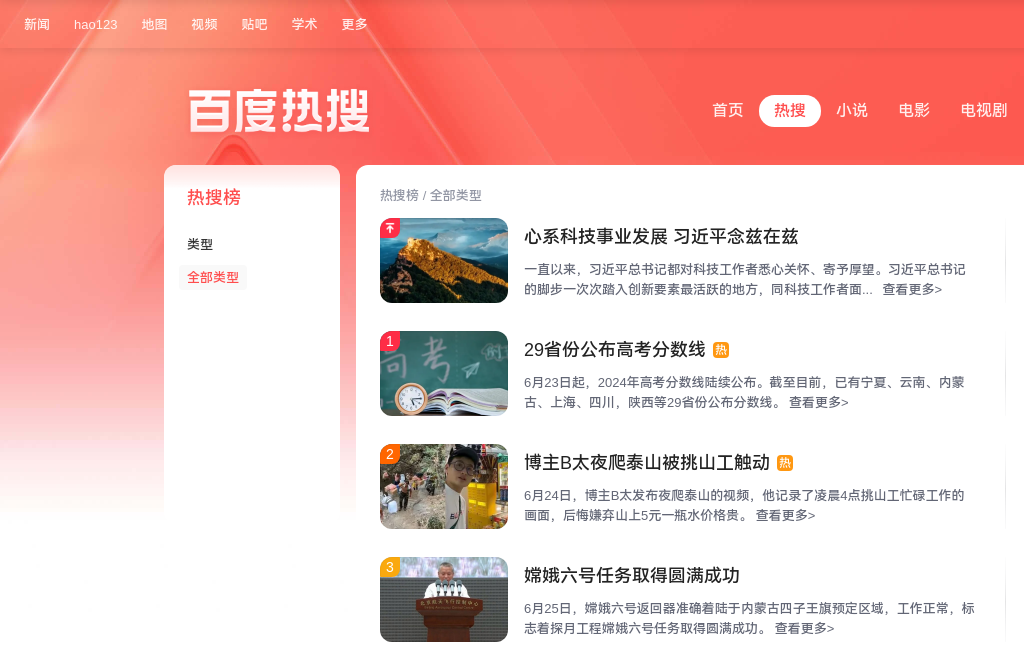 新闻 hao123 地图 视频 贴吧 学术 更多
百度热搜
首页 热搜 小说 电影 电视剧
热搜榜
类型
全部类型
热搜榜 / 全部类型
心系科技事业发展 习近平念兹在兹
一直以来，习近平总书记都对科技工作者悉心关怀、寄予厚望。习近平总书记
的脚步一次次踏入创新要素最活跃的地方，同科技工作者面... 查看更多>
1
高考
29省份公布高考分数线 热
6月23日起，2024年高考分数线陆续公布。截至目前，已有宁夏、云南、内蒙
古、上海、四川，陕西等29省份公布分数线。 查看更多>
2
博主B太夜爬泰山被挑山工触动 热
6月24日，博主B太发布夜爬泰山的视频，他记录了凌晨4点挑山工忙碌工作的
画面，后悔嫌弃山上5元一瓶水价格贵。 查看更多>
3
北京航天飞行控制中心
嫦娥六号任务取得圆满成功
6月25日，嫦娥六号返回器准确着陆于内蒙古四子王旗预定区域，工作正常，标
志着探月工程嫦娥六号任务取得圆满成功。 查看更多>